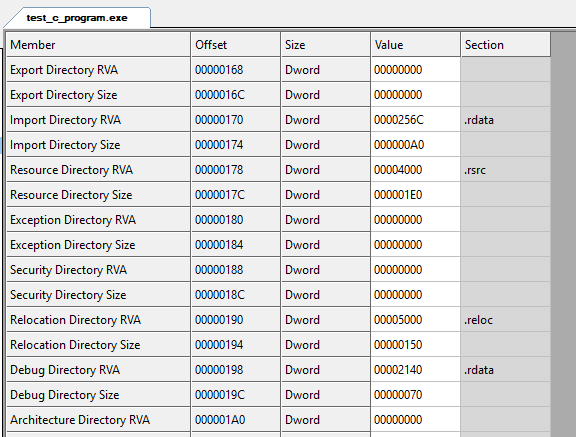 test_c_program.exe
Member Offset Size Value Section
Export Directory RVA 00000168 Dword 00000000
Export Directory Size 0000016C Dword 00000000
Import Directory RVA 00000170 Dword 0000256C .rdata
Import Directory Size 00000174 Dword 000000A0
Resource Directory RVA 00000178 Dword 00004000 .rsrc
Resource Directory Size 0000017C Dword 000001E0
Exception Directory RVA 00000180 Dword 00000000
Exception Directory Size 00000184 Dword 00000000
Security Directory RVA 00000188 Dword 00000000
Security Directory Size 0000018C Dword 00000000
Relocation Directory RVA 00000190 Dword 00005000 .reloc
Relocation Directory Size 00000194 Dword 00000150
Debug Directory RVA 00000198 Dword 00002140 .rdata
Debug Directory Size 0000019C Dword 00000070
Architecture Directory RVA 000001A0 Dword 00000000